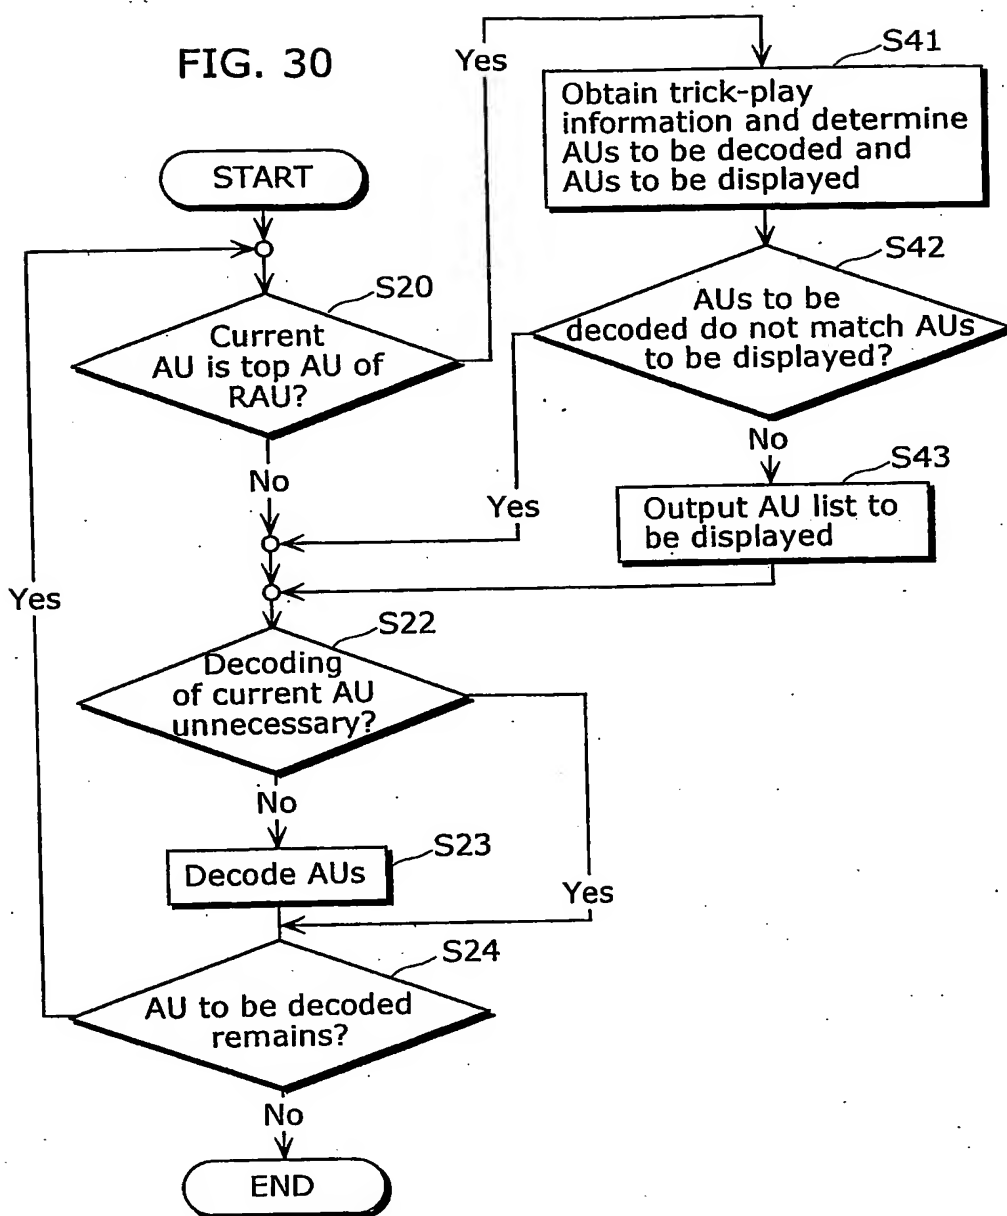 FIG. 30
START
S20
Current
AU is top AU of
RAU?
Yes
No
S41
Obtain trick-play
information and determine
AUs to be decoded and
AUs to be displayed
S42
AUs to be
decoded do not match AUs
to be displayed?
Yes
No
S43
Output AU list to
be displayed
S22
Decoding
of current AU
unnecessary?
Yes
No
S23
Decode AUs
S24
AU to be decoded
remains?
Yes
No
END